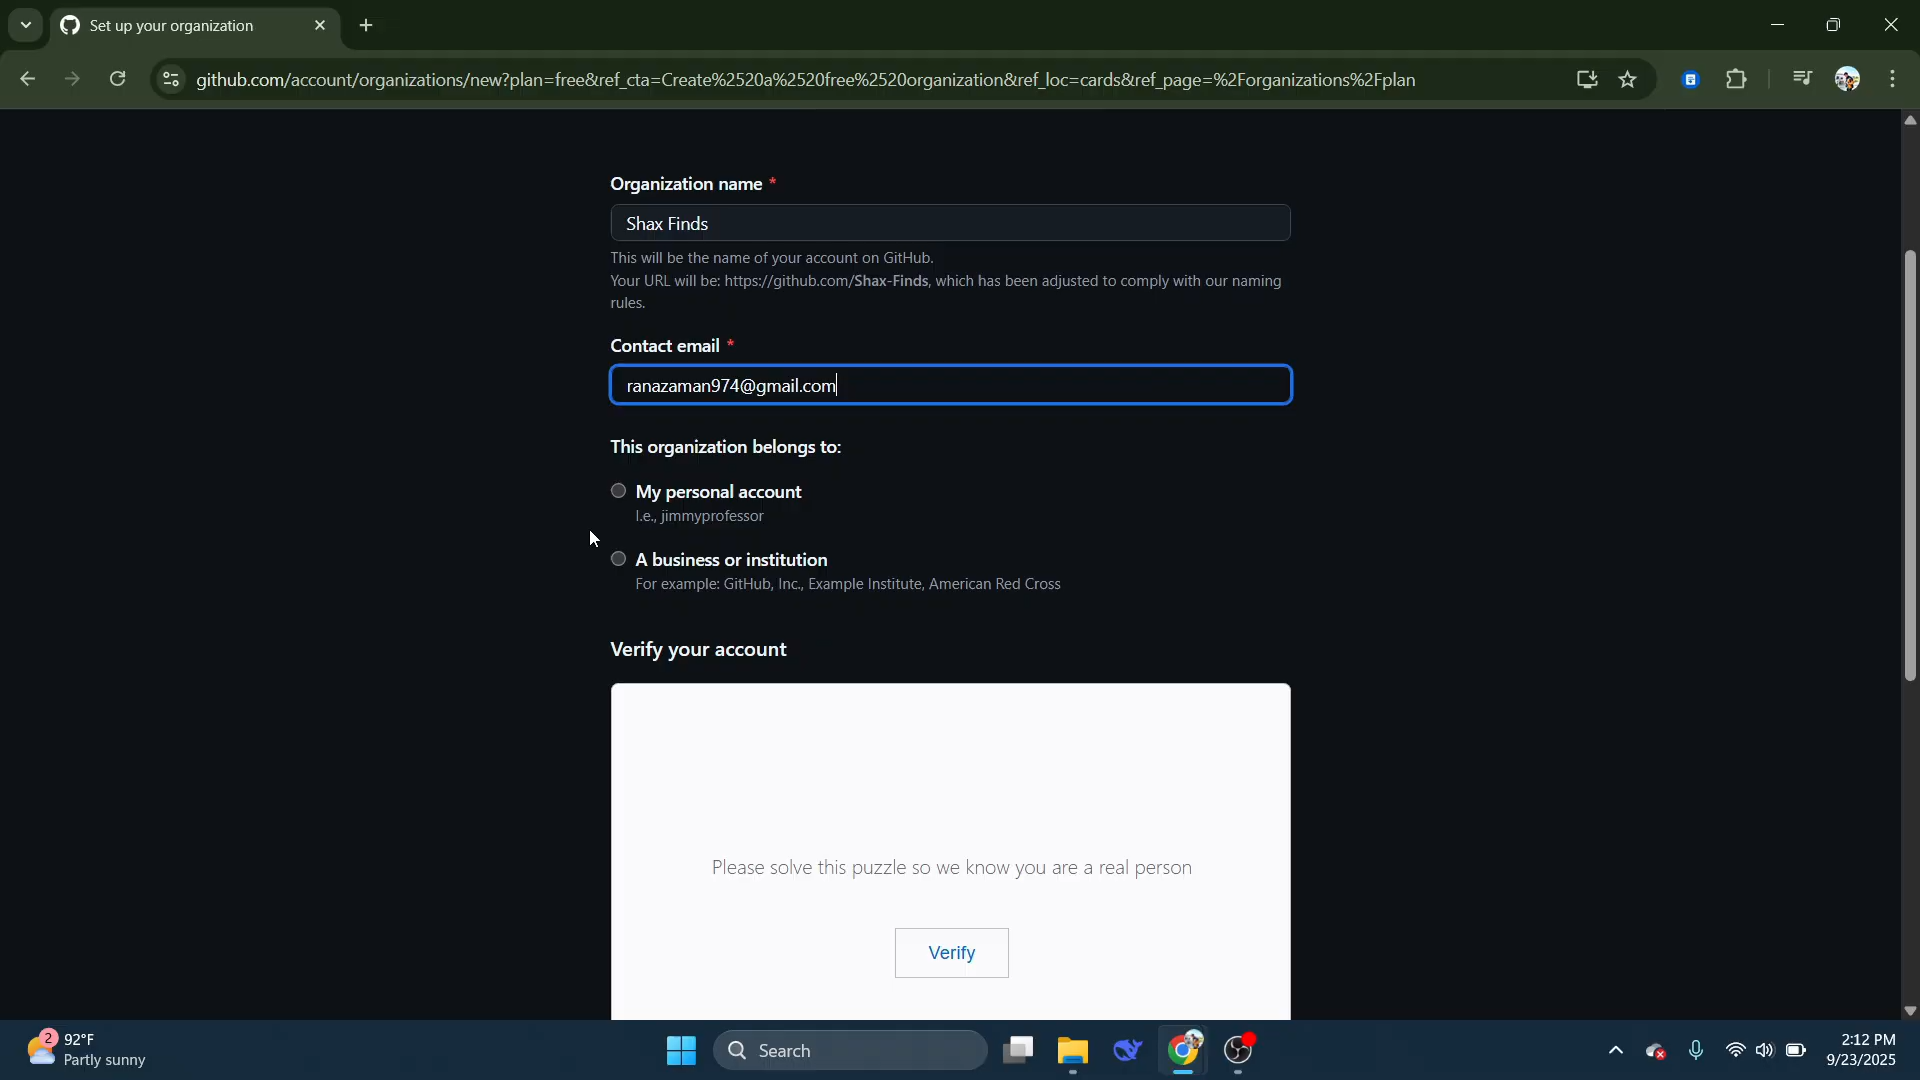 Set up your organization
github.com/account/organizations/new?plan=free&ref_cta=Create%2520a%2520free%2520organization&ref_loc=cards&ref_page=%2Forganizations%2Fplan
Organization name *
Shax Finds
This will be the name of your account on GitHub.
Your URL will be: https://github.com/Shax-Finds, which has been adjusted to comply with our naming
rules.
Contact email *
ranazaman974@gmail.com
This organization belongs to:
My personal account
I.e., jimmyprofessor
A business or institution
For example: GitHub, Inc., Example Institute, American Red Cross
Verify your account
Please solve this puzzle so we know you are a real person
Verify
2
92°F
Partly sunny
Search
2:12 PM
9/23/2025